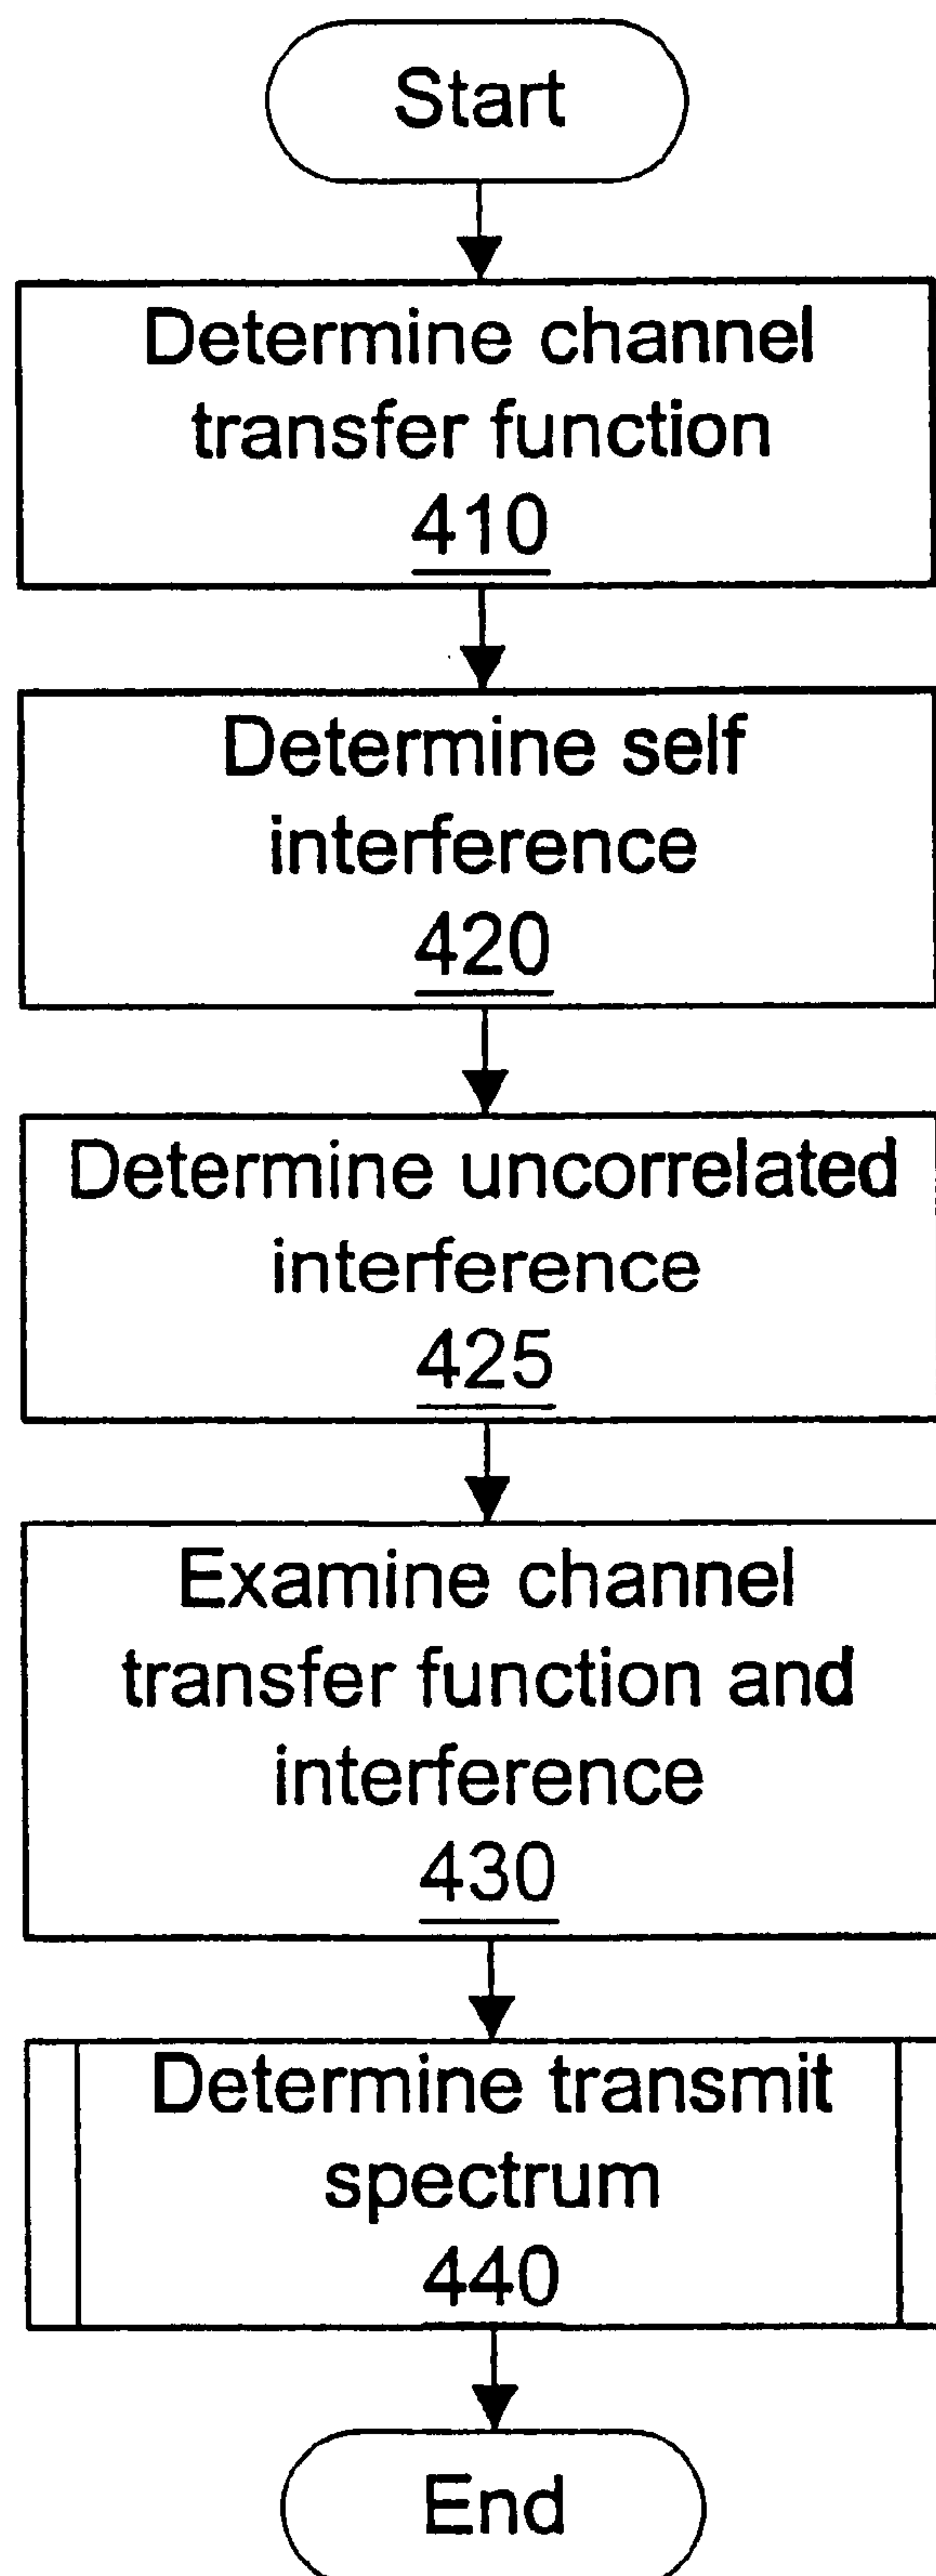 Start
Determine channel
transfer function
410
Determine self
interference
420
Determine uncorrelated
interference
425
Examine channel
transfer function and
interference
430
Determine transmit
spectrum
440
End